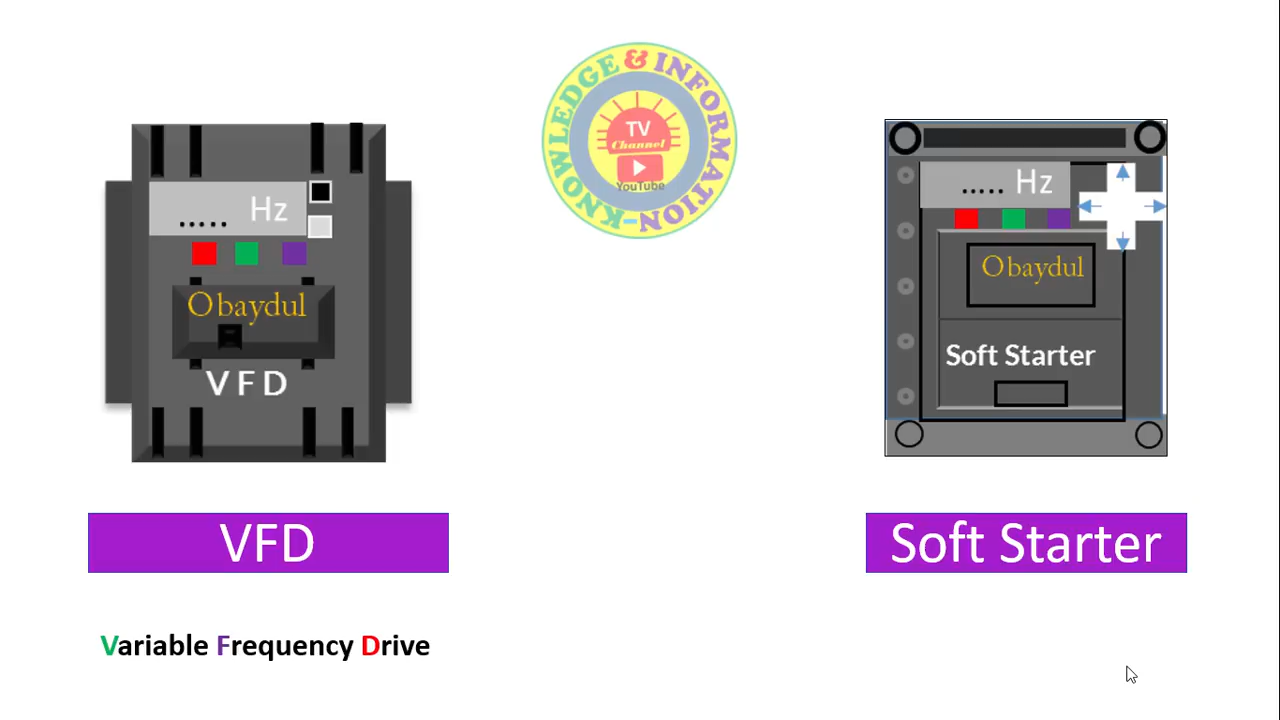 KNOWLEDGE & INFORMATION-
TV
Channel
YouTube
..... Hz
Obaydul
VFD
..... Hz
Obaydul
Soft Starter
VFD
Soft Starter
Variable Frequency Drive